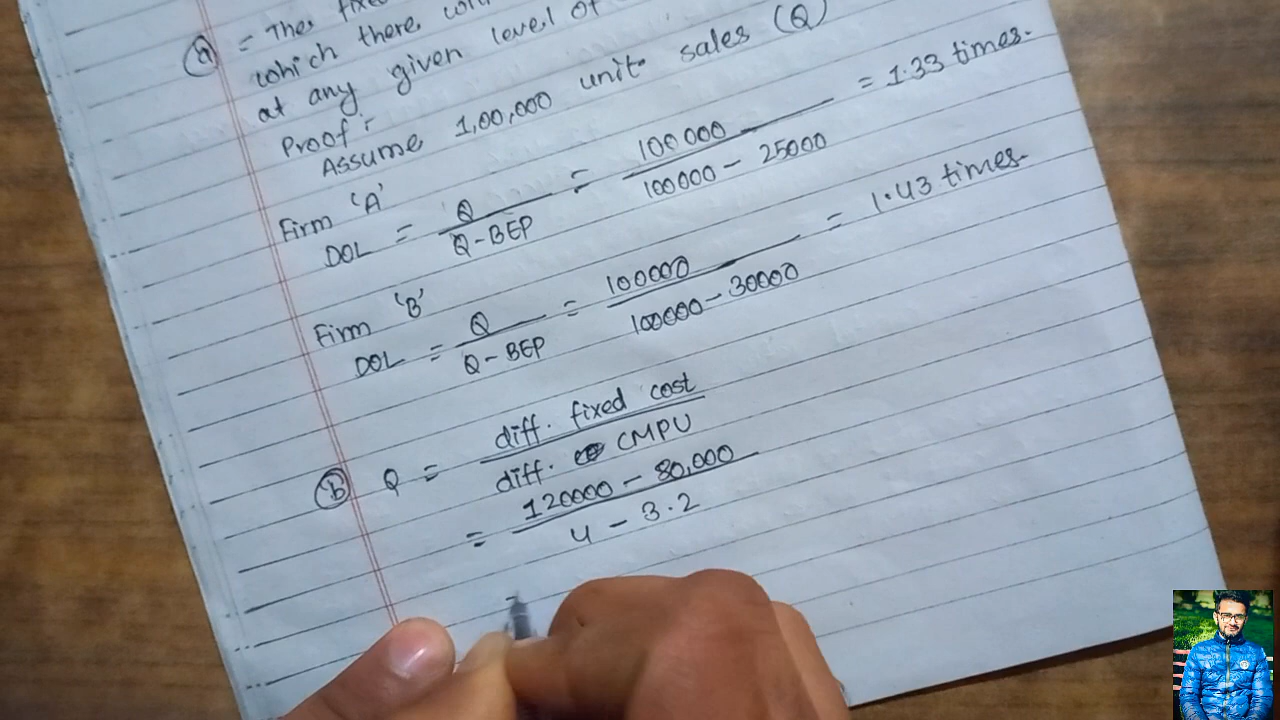 (a) = The fixed
which there
at any given level of
Proof :-
Assume 1,00,000 unit sales (Q)
Firm 'A'
DOL = Q / Q - BEP = 100000 / 100000 - 25000 = 1.33 times.
Firm 'B'
DOL = Q / Q - BEP = 100000 / 100000 - 30000 = 1.43 times.
(b) Q = diff. fixed cost / diff. CMPU
= 120000 - 80,000 / 4 - 3.2